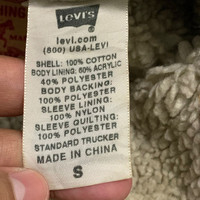 LEVI'S
levi.com
(800) USA-LEVI
SHELL: 100% COTTON
BODY LINING: 60% ACRYLIC
40% POLYESTER
BODY BACKING:
100% POLYESTER
SLEEVE LINING:
100% NYLON
SLEEVE QUILTING:
100% POLYESTER
STANDARD TRUCKER
MADE IN CHINA
S